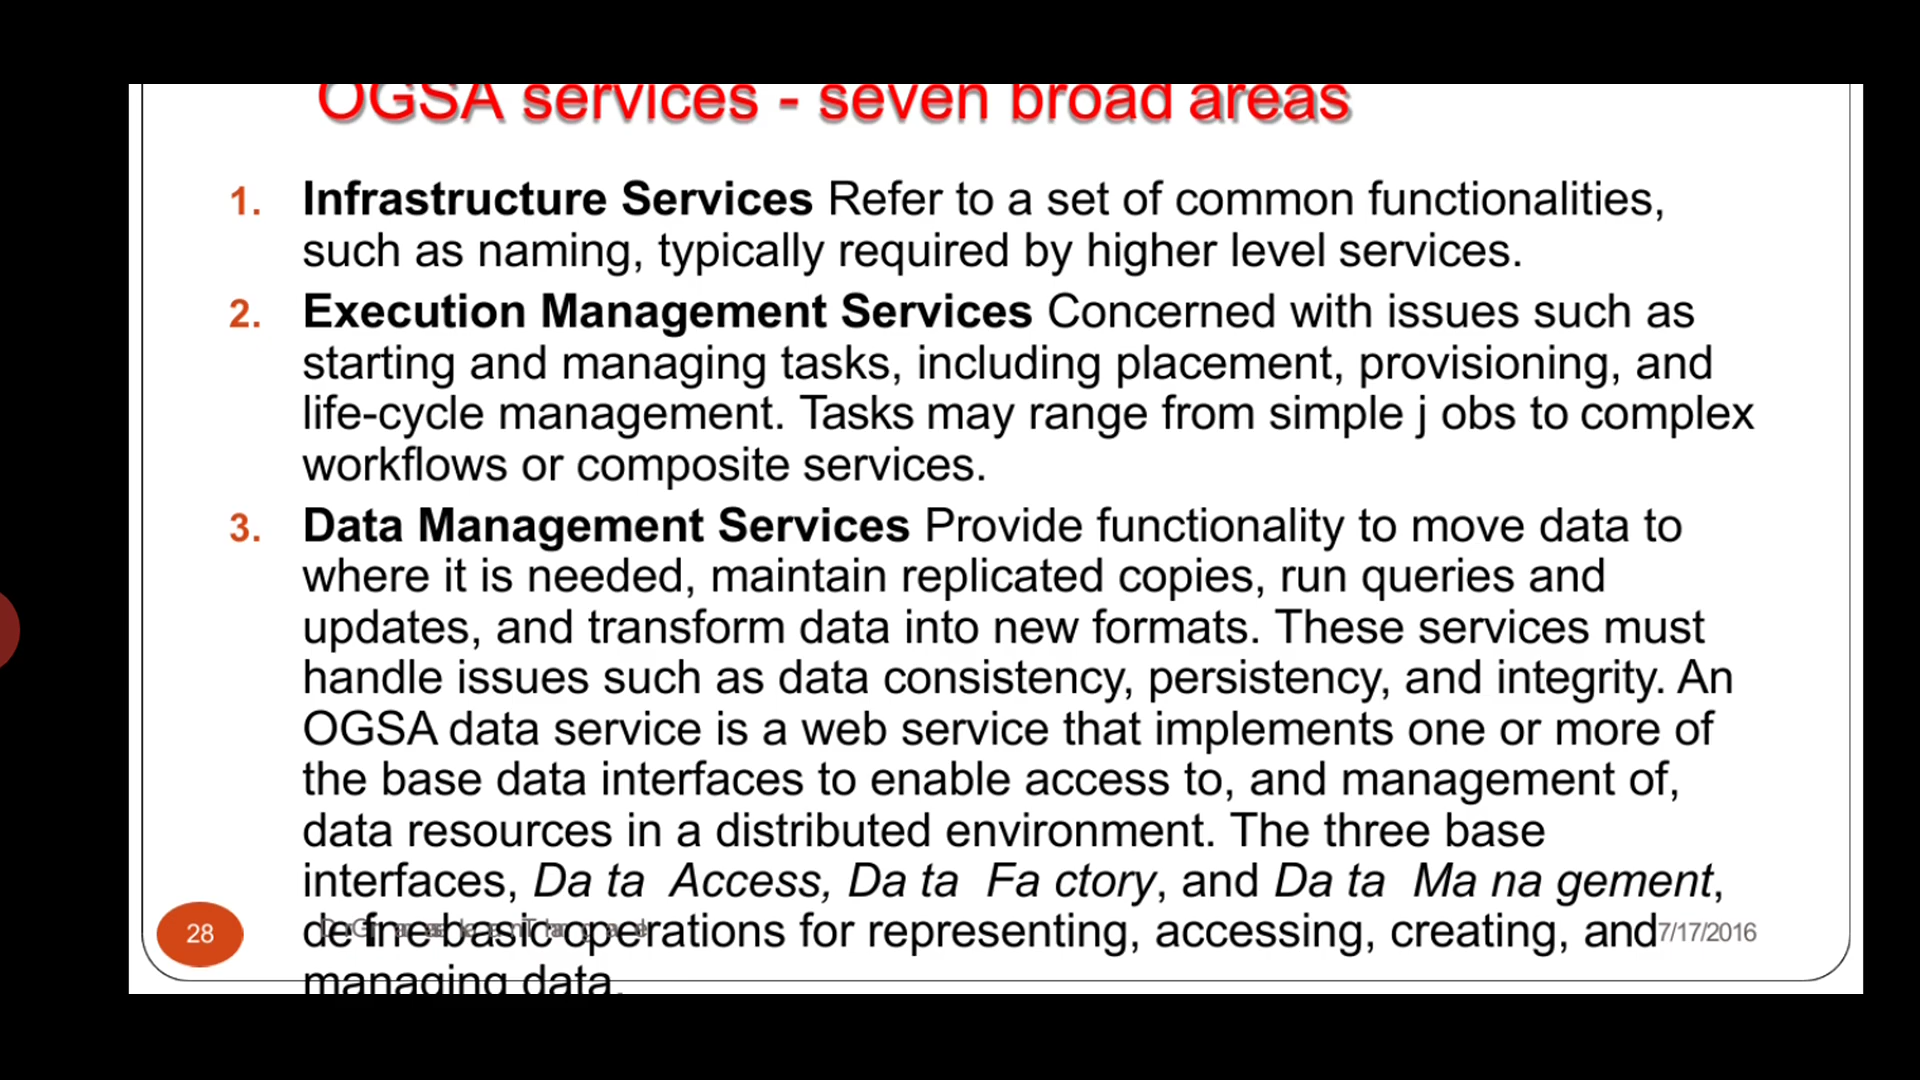 OGSA services - seven broad areas
1. Infrastructure Services Refer to a set of common functionalities,
such as naming, typically required by higher level services.
2. Execution Management Services Concerned with issues such as
starting and managing tasks, including placement, provisioning, and
life-cycle management. Tasks may range from simple j obs to complex
workflows or composite services.
3. Data Management Services Provide functionality to move data to
where it is needed, maintain replicated copies, run queries and
updates, and transform data into new formats. These services must
handle issues such as data consistency, persistency, and integrity. An
OGSA data service is a web service that implements one or more of
the base data interfaces to enable access to, and management of,
data resources in a distributed environment. The three base
interfaces, Da ta Access, Da ta Fa ctory, and Da ta Ma na gement,
de fine basic operations for representing, accessing, creating, and
managing data.
28
7/17/2016